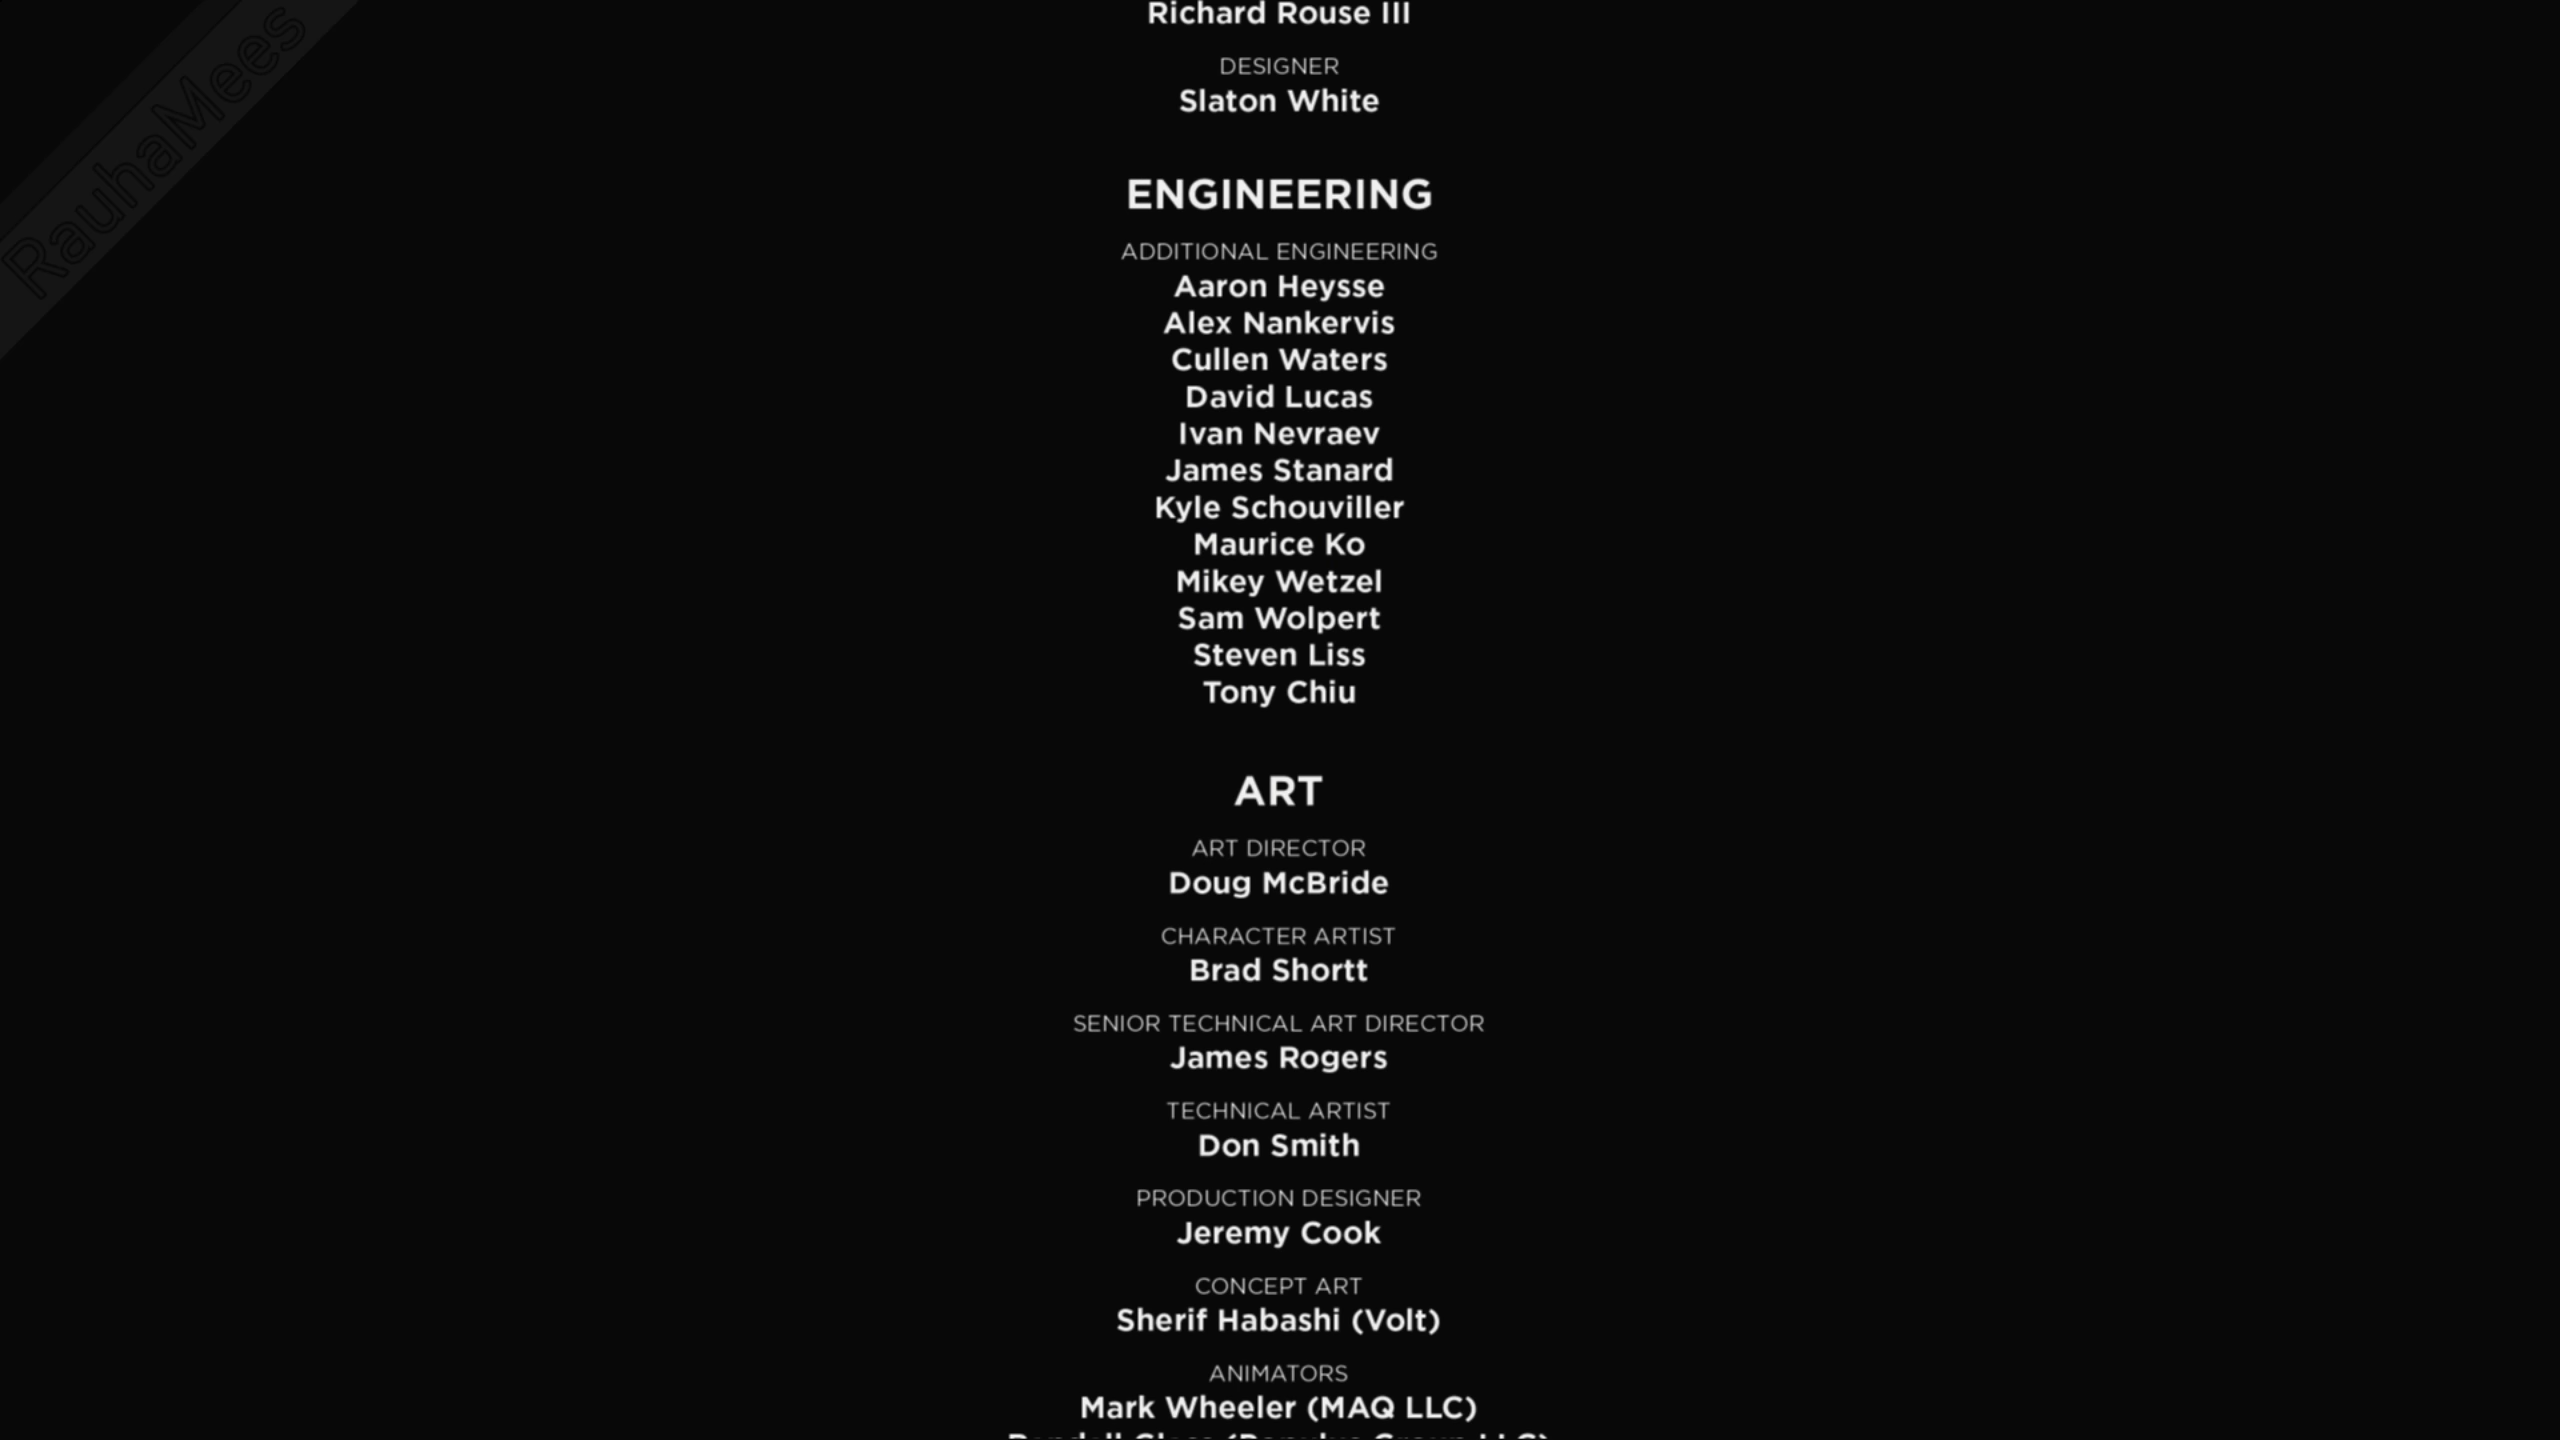 Richard Rouse III
DESIGNER
Slaton White
ENGINEERING
ADDITIONAL ENGINEERING
Aaron Heysse
Alex Nankervis
Cullen Waters
David Lucas
Ivan Nevraev
James Stanard
Kyle Schouviller
Maurice Ko
Mikey Wetzel
Sam Wolpert
Steven Liss
Tony Chiu
ART
ART DIRECTOR
Doug McBride
CHARACTER ARTIST
Brad Shortt
SENIOR TECHNICAL ART DIRECTOR
James Rogers
TECHNICAL ARTIST
Don Smith
PRODUCTION DESIGNER
Jeremy Cook
CONCEPT ART
Sherif Habashi (Volt)
ANIMATORS
Mark Wheeler (MAQ LLC)
RauhaMees